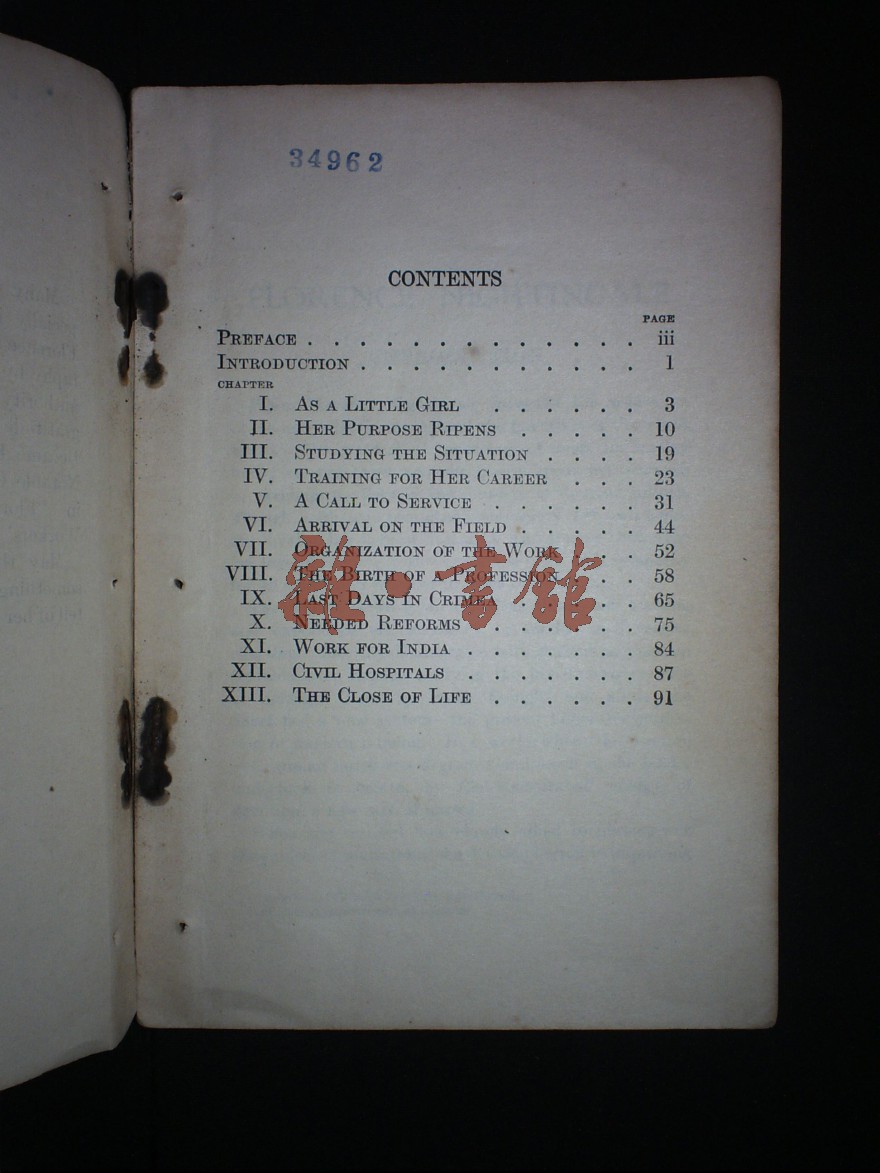 34962
CONTENTS
PAGE
PREFACE . . . . . . . . . . . . . iii
INTRODUCTION . . . . . . . . . . . 1
CHAPTER
I. AS A LITTLE GIRL . . . . . . 3
II. HER PURPOSE RIPENS . . . . . 10
III. STUDYING THE SITUATION . . . . 19
IV. TRAINING FOR HER CAREER . . . 23
V. A CALL TO SERVICE . . . . . . 31
VI. ARRIVAL ON THE FIELD . . . . . 44
VII. ORGANIZATION OF THE WORK . . . 52
VIII. THE BIRTH OF A PROFESSION . . . 58
IX. LAST DAYS IN CRIMEA . . . . . 65
X. NEEDED REFORMS . . . . . . 75
XI. WORK FOR INDIA . . . . . . . 84
XII. CIVIL HOSPITALS . . . . . . . 87
XIII. THE CLOSE OF LIFE . . . . . . 91
雜·書館